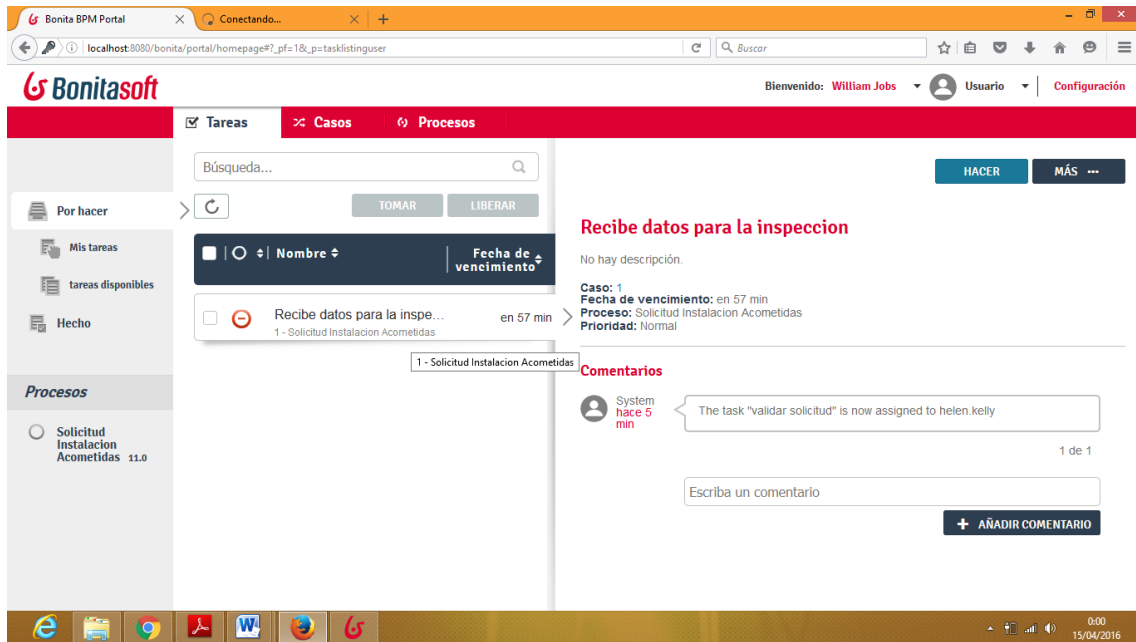 Bonita BPM Portal
Conectando...
localhost:8080/bonita/portal/homepage#?_pf=1&_p=tasklistinguser
Buscar
Bonitasoft
Bienvenido: William Jobs
Usuario
Configuración
Tareas
Casos
Procesos
Búsqueda...
HACER
MÁS ...
Por hacer
TOMAR
LIBERAR
Mis tareas
tareas disponibles
Hecho
Nombre
Fecha de
vencimiento
Recibe datos para la inspe...
en 57 min
1 - Solicitud Instalacion Acometidas
1 - Solicitud Instalacion Acometidas
Procesos
Solicitud
Instalacion
Acometidas 11.0
Recibe datos para la inspeccion
No hay descripción.
Caso: 1
Fecha de vencimiento: en 57 min
Proceso: Solicitud Instalacion Acometidas
Prioridad: Normal
Comentarios
System
hace 5
min
The task "validar solicitud" is now assigned to helen.kelly
1 de 1
Escriba un comentario
+ AÑADIR COMENTARIO
0:00
15/04/2016